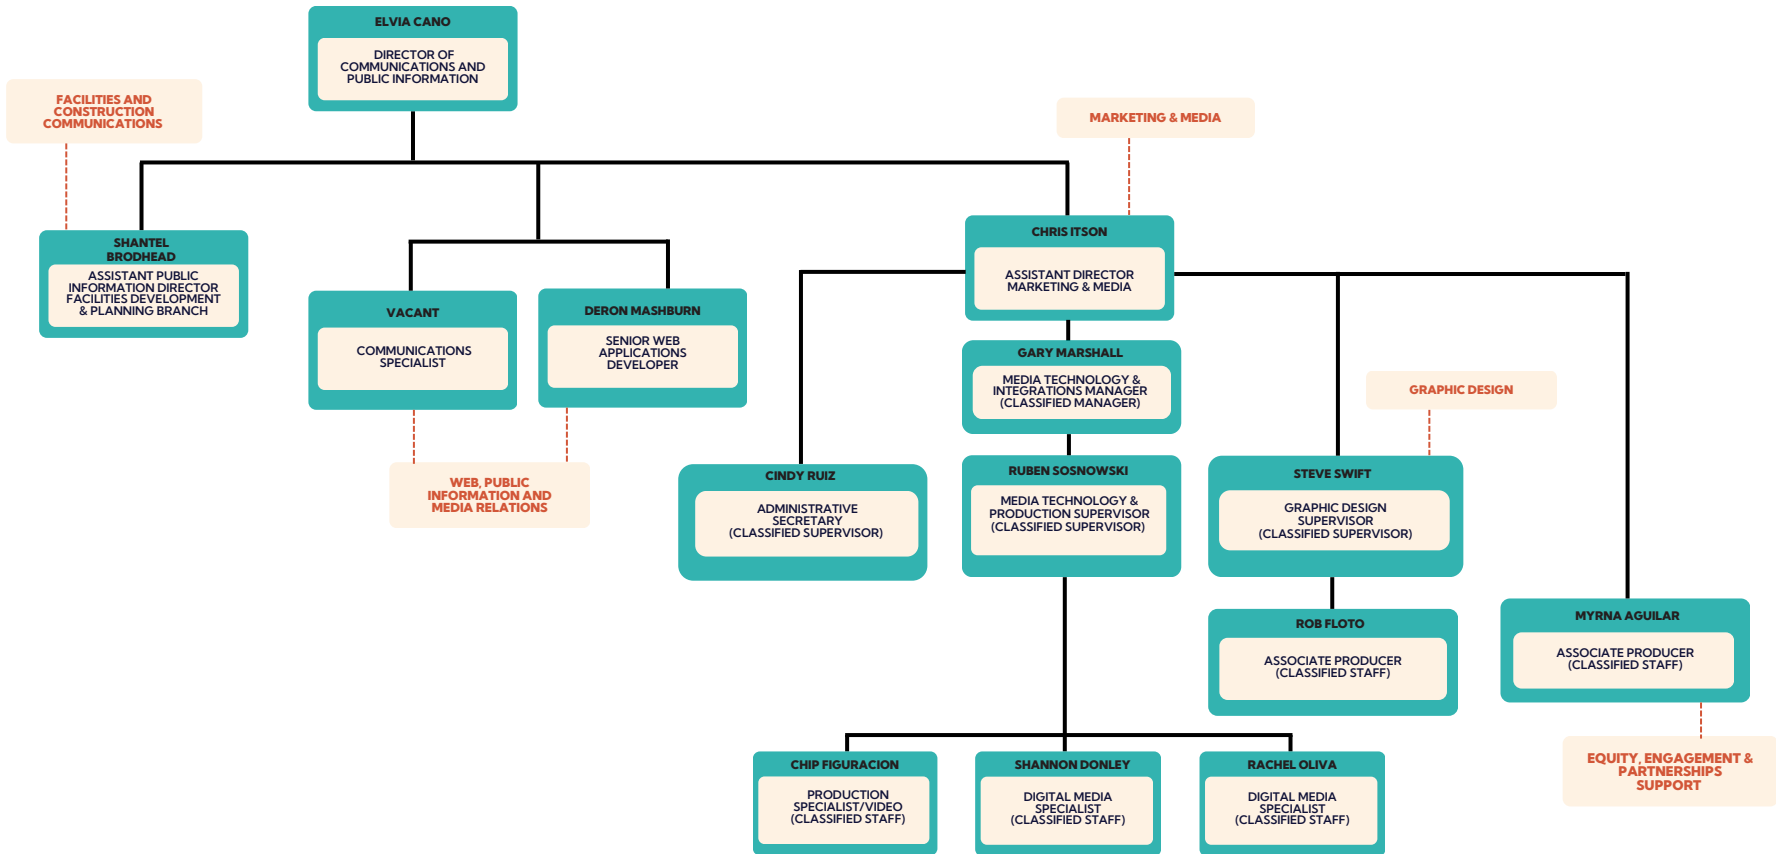 ELVIA CANO
DIRECTOR OF
COMMUNICATIONS AND
PUBLIC INFORMATION
FACILITIES AND
CONSTRUCTION
COMMUNICATIONS
MARKETING & MEDIA
SHANTEL
BRODHEAD
ASSISTANT PUBLIC
INFORMATION DIRECTOR
FACILITIES DEVELOPMENT
& PLANNING BRANCH
VACANT
COMMUNICATIONS
SPECIALIST
DERON MASHBURN
SENIOR WEB
APPLICATIONS
DEVELOPER
WEB, PUBLIC
INFORMATION AND
MEDIA RELATIONS
CHRIS ITSON
ASSISTANT DIRECTOR
MARKETING & MEDIA
GARY MARSHALL
MEDIA TECHNOLOGY &
INTEGRATIONS MANAGER
(CLASSIFIED MANAGER)
GRAPHIC DESIGN
CINDY RUIZ
ADMINISTRATIVE
SECRETARY
(CLASSIFIED SUPERVISOR)
RUBEN SOSNOWSKI
MEDIA TECHNOLOGY &
PRODUCTION SUPERVISOR
(CLASSIFIED SUPERVISOR)
STEVE SWIFT
GRAPHIC DESIGN
SUPERVISOR
(CLASSIFIED SUPERVISOR)
ROB FLOTO
ASSOCIATE PRODUCER
(CLASSIFIED STAFF)
MYRNA AGUILAR
ASSOCIATE PRODUCER
(CLASSIFIED STAFF)
EQUITY, ENGAGEMENT &
PARTNERSHIPS
SUPPORT
CHIP FIGURACION
PRODUCTION
SPECIALIST/VIDEO
(CLASSIFIED STAFF)
SHANNON DONLEY
DIGITAL MEDIA
SPECIALIST
(CLASSIFIED STAFF)
RACHEL OLIVA
DIGITAL MEDIA
SPECIALIST
(CLASSIFIED STAFF)